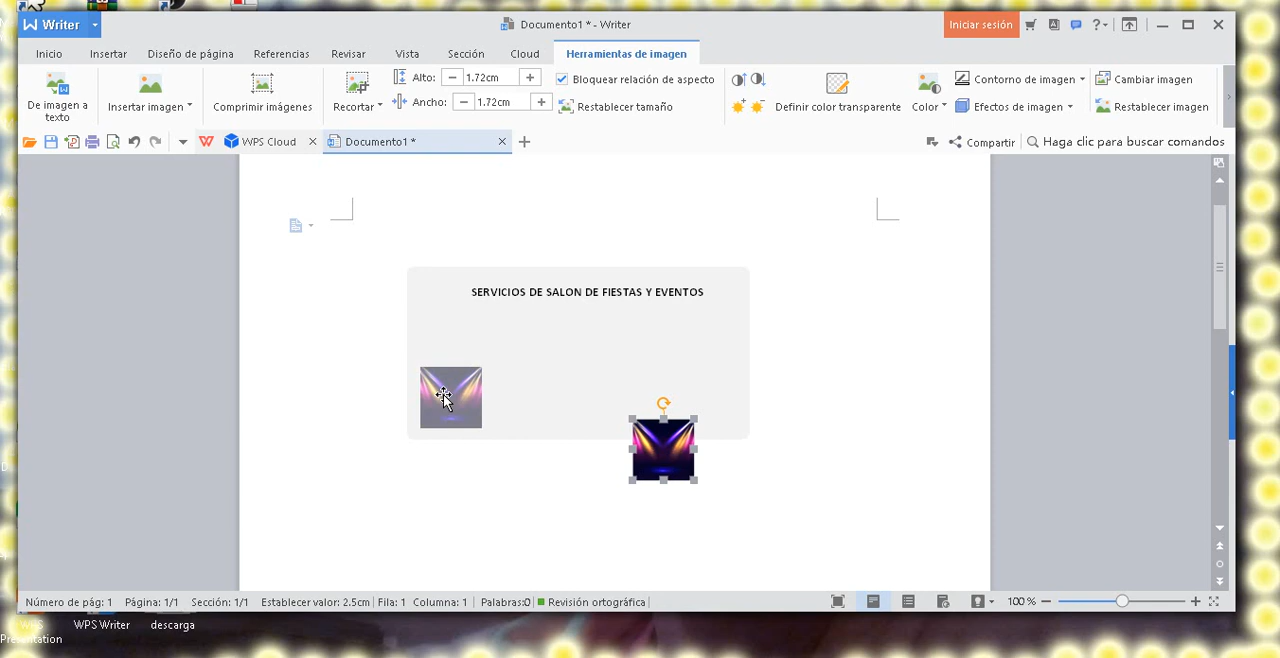 Writer
Documento1 * - Writer
Iniciar sesión
Inicio
Insertar
Diseño de página
Referencias
Revisar
Vista
Sección
Cloud
Herramientas de imagen
De imagen a texto
Insertar imagen
Comprimir imágenes
Recortar
Alto:
1.72cm
Ancho:
1.72cm
Bloquear relación de aspecto
Restablecer tamaño
Definir color transparente
Color
Contorno de imagen
Efectos de imagen
Cambiar imagen
Restablecer imagen
WPS Cloud
Documento1 *
Compartir
Haga clic para buscar comandos
SERVICIOS DE SALON DE FIESTAS Y EVENTOS
Número de pág: 1
Página: 1/1
Sección: 1/1
Establecer valor: 2.5cm
Fila: 1
Columna: 1
Palabras:0
Revisión ortográfica
100 %
WPS
Presentation
WPS Writer
descarga